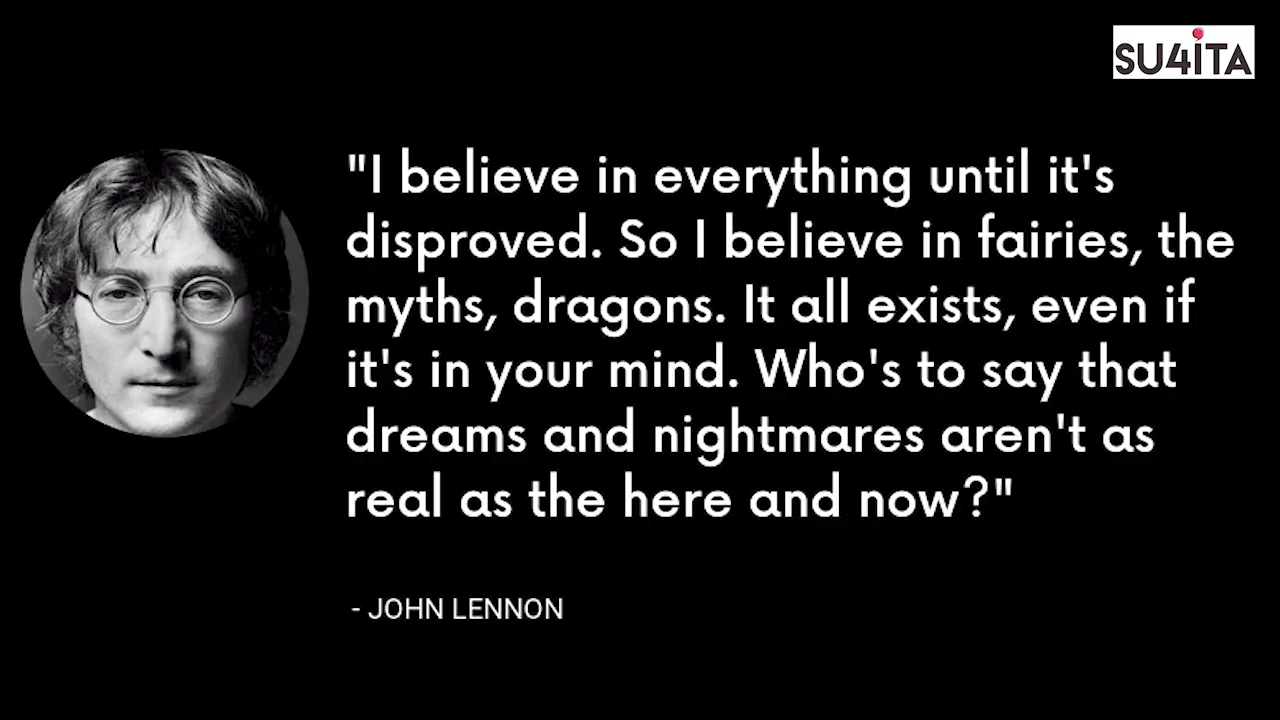 SU4iTA
"I believe in everything until it's
disproved. So I believe in fairies, the
myths, dragons. It all exists, even if
it's in your mind. Who's to say that
dreams and nightmares aren't as
real as the here and now?"
- JOHN LENNON